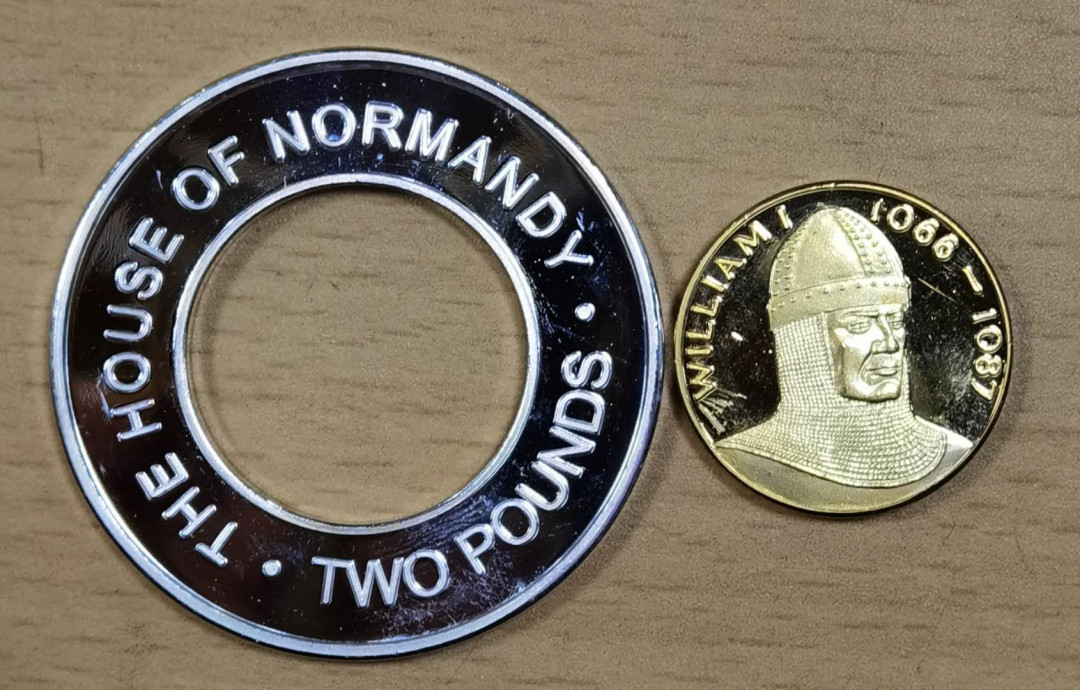 THE HOUSE OF NORMANDY •
TWO POUNDS •
WILLIAM I 1066 – 1087